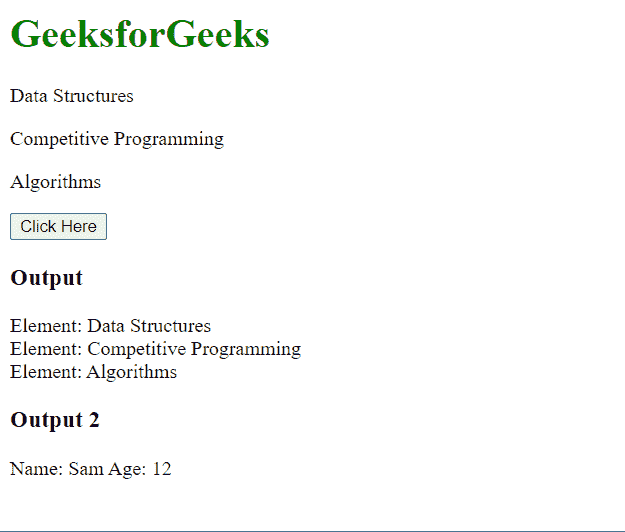 GeeksforGeeks
Data Structures
Competitive Programming
Algorithms
Click Here
Output
Element: Data Structures
Element: Competitive Programming
Element: Algorithms
Output 2
Name: Sam Age: 12